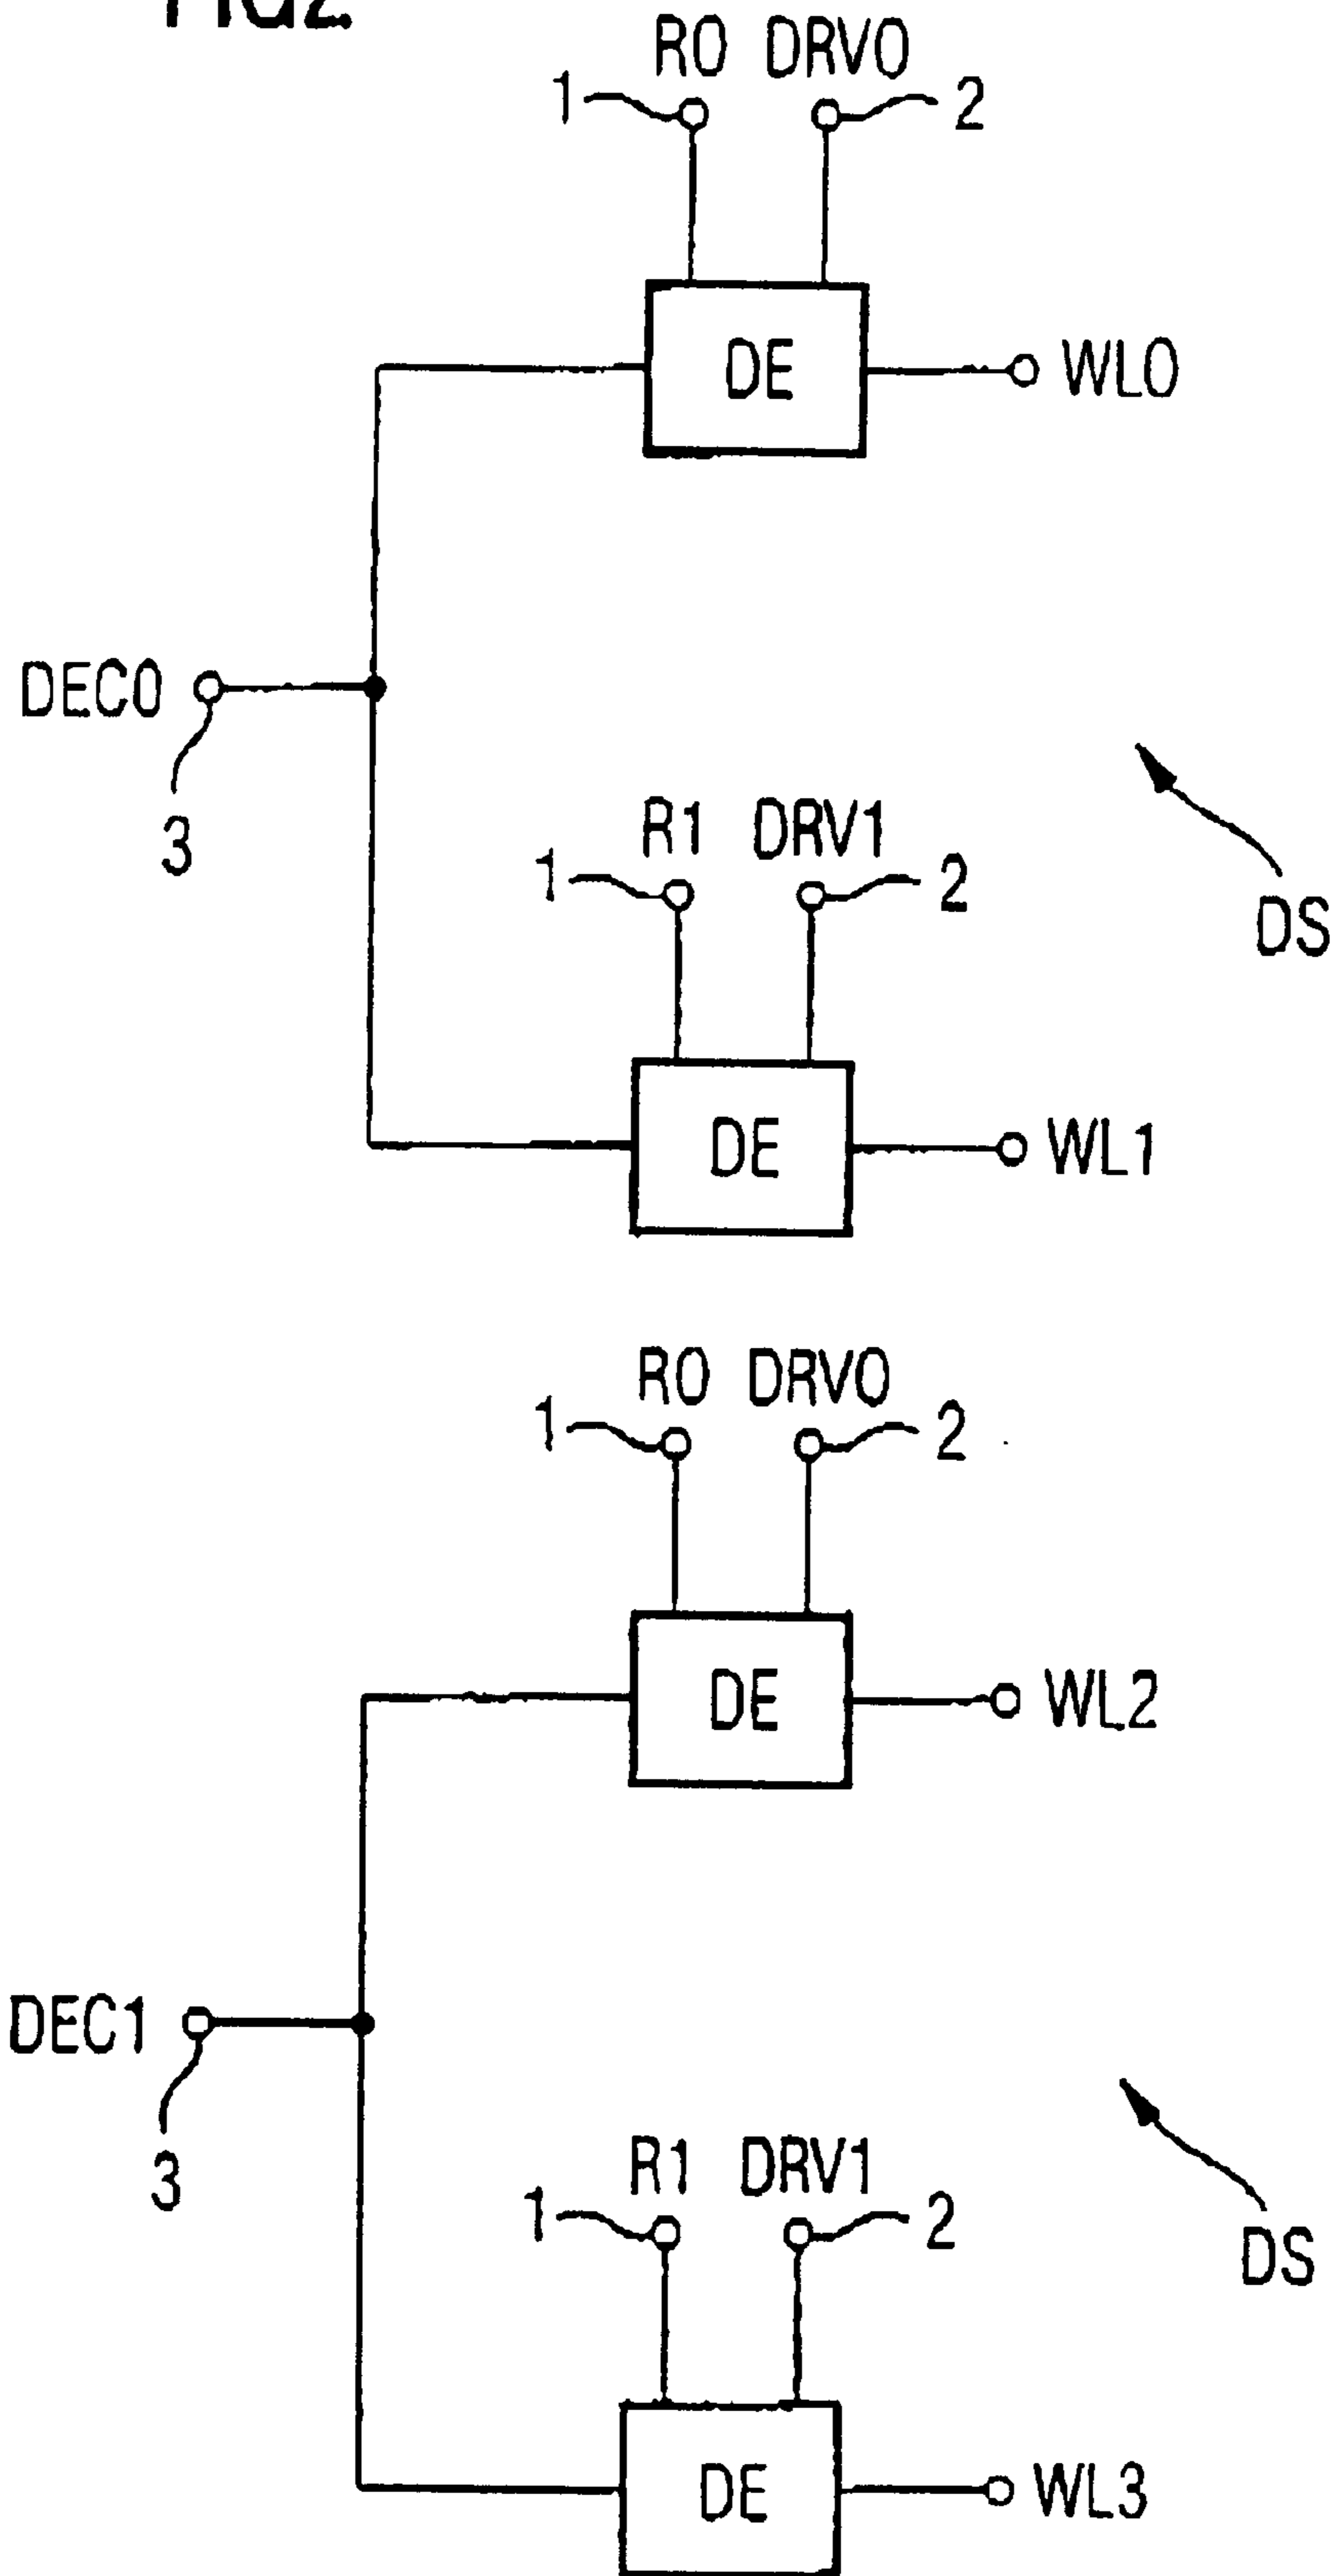 FIG2
R0 DRV0
1 2
DE WL0
DEC0
3
R1 DRV1
1 2
DS
DE WL1
R0 DRV0
1 2
DE WL2
DEC1
3
R1 DRV1
1 2
DS
DE WL3